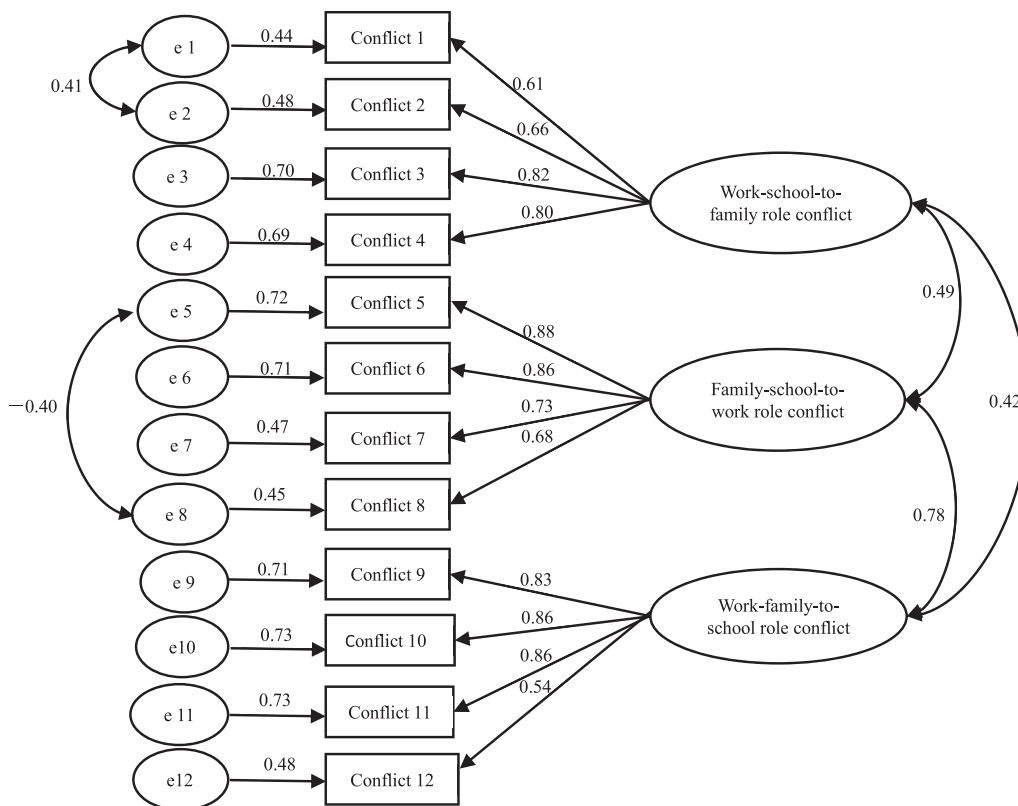 e 1
0.44
Conflict 1
0.41
0.61
e 2
0.48
Conflict 2
0.66
e 3
0.70
Conflict 3
0.82
Work-school-to-
family role conflict
e 4
0.69
Conflict 4
0.80
e 5
0.72
Conflict 5
0.49
0.88
e 6
0.71
Conflict 6
0.86
Family-school-to-
work role conflict
−0.40
0.42
e 7
0.47
Conflict 7
0.73
0.68
e 8
0.45
Conflict 8
0.78
e 9
0.71
Conflict 9
0.83
Work-family-to-
school role conflict
e10
0.73
Conflict 10
0.86
e 11
0.73
Conflict 11
0.86
0.54
e12
0.48
Conflict 12